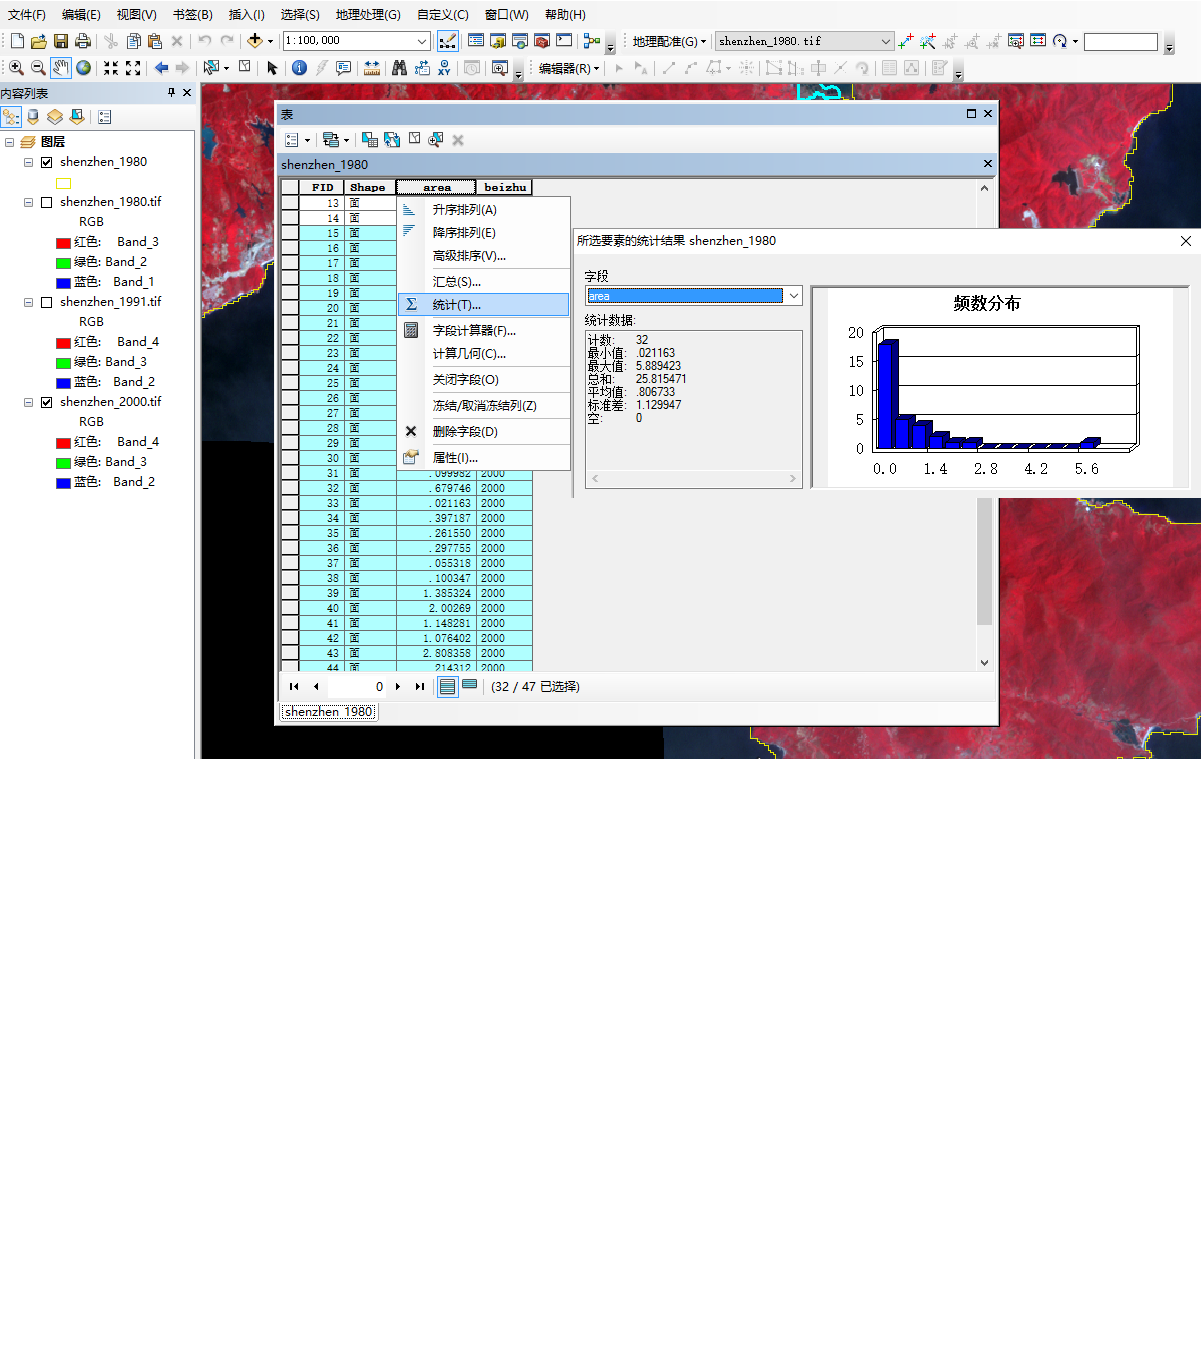 文件(F) 编辑(E) 视图(V) 书签(B) 插入(I) 选择(S) 地理处理(G) 自定义(C) 窗口(W) 帮助(H)
1:100,000 地理配准(G) shenzhen_1980.tif
编辑器(R)
内容列表
图层
shenzhen_1980
shenzhen_1980.tif
RGB
红色: Band_3
绿色: Band_2
蓝色: Band_1
shenzhen_1991.tif
RGB
红色: Band_4
绿色: Band_3
蓝色: Band_2
shenzhen_2000.tif
RGB
红色: Band_4
绿色: Band_3
蓝色: Band_2
表
shenzhen_1980
FID Shape area beizhu
13 面
14 面
15 面
16 面
17 面
18 面
19 面
20 面
21 面
22 面
23 面
24 面
25 面
26 面
27 面
28 面
29 面
30 面
31 面 .099982 2000
32 面 .679746 2000
33 面 .021163 2000
34 面 .397187 2000
35 面 .261550 2000
36 面 .297755 2000
37 面 .055318 2000
38 面 .100347 2000
39 面 1.385324 2000
40 面 2.00269 2000
41 面 1.148281 2000
42 面 1.076402 2000
43 面 2.808358 2000
44 面 214312 2000
升序排列(A)
降序排列(E)
高级排序(V)...
汇总(S)...
统计(T)...
字段计算器(F)...
计算几何(C)...
关闭字段(O)
冻结/取消冻结列(Z)
删除字段(D)
属性(I)...
0 (32 / 47 已选择)
shenzhen_1980
所选要素的统计结果 shenzhen_1980
字段
area
统计数据:
计数: 32
最小值: .021163
最大值: 5.889423
总和: 25.815471
平均值: .806733
标准差: 1.129947
空: 0
频数分布
20
15
10
5
0
0.0 1.4 2.8 4.2 5.6